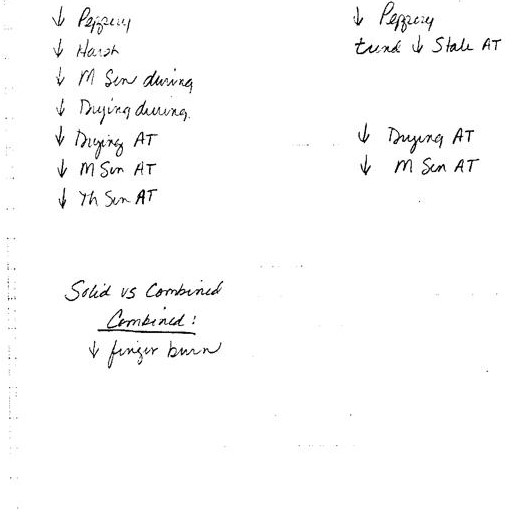 ↓ Peppery
↓ Harsh
↓ M Sen during
↓ Drying during.
↓ Drying AT
↓ M Sen AT
↓ Th Sen AT
↓ Peppery
trend ↓ Stale AT
↓ Drying AT
↓ M Sen AT
Solid vs Combined
Combined:
↓ finger burn